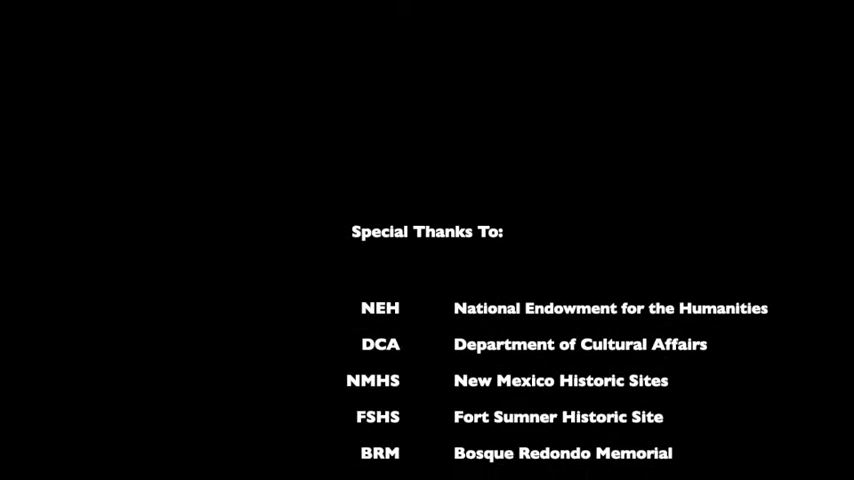 Special Thanks To:
NEH National Endowment for the Humanities
DCA Department of Cultural Affairs
NMHS New Mexico Historic Sites
FSHS Fort Sumner Historic Site
BRM Bosque Redondo Memorial